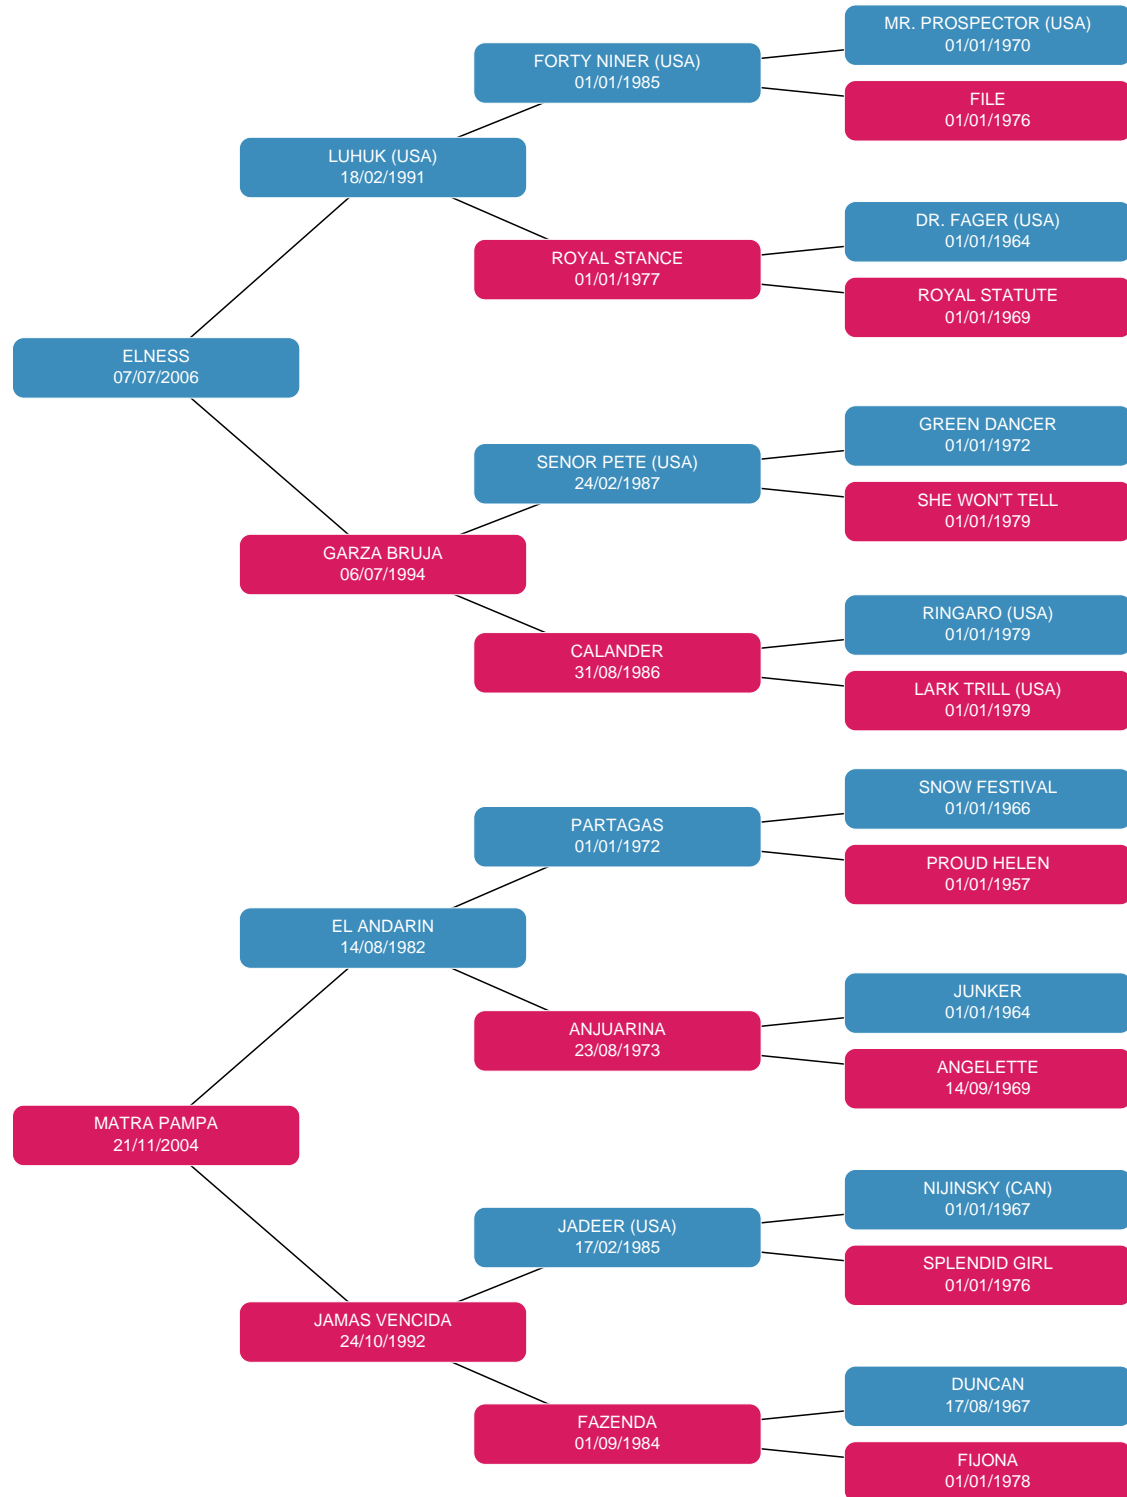 MR. PROSPECTOR (USA)
01/01/1970
FORTY NINER (USA)
01/01/1985
FILE
01/01/1976
LUHUK (USA)
18/02/1991
DR. FAGER (USA)
01/01/1964
ROYAL STANCE
01/01/1977
ROYAL STATUTE
01/01/1969
ELNESS
07/07/2006
GREEN DANCER
01/01/1972
SENOR PETE (USA)
24/02/1987
SHE WON'T TELL
01/01/1979
GARZA BRUJA
06/07/1994
RINGARO (USA)
01/01/1979
CALANDER
31/08/1986
LARK TRILL (USA)
01/01/1979
SNOW FESTIVAL
01/01/1966
PARTAGAS
01/01/1972
PROUD HELEN
01/01/1957
EL ANDARIN
14/08/1982
JUNKER
01/01/1964
ANJUARINA
23/08/1973
ANGELETTE
14/09/1969
MATRA PAMPA
21/11/2004
NIJINSKY (CAN)
01/01/1967
JADEER (USA)
17/02/1985
SPLENDID GIRL
01/01/1976
JAMAS VENCIDA
24/10/1992
DUNCAN
17/08/1967
FAZENDA
01/09/1984
FIJONA
01/01/1978